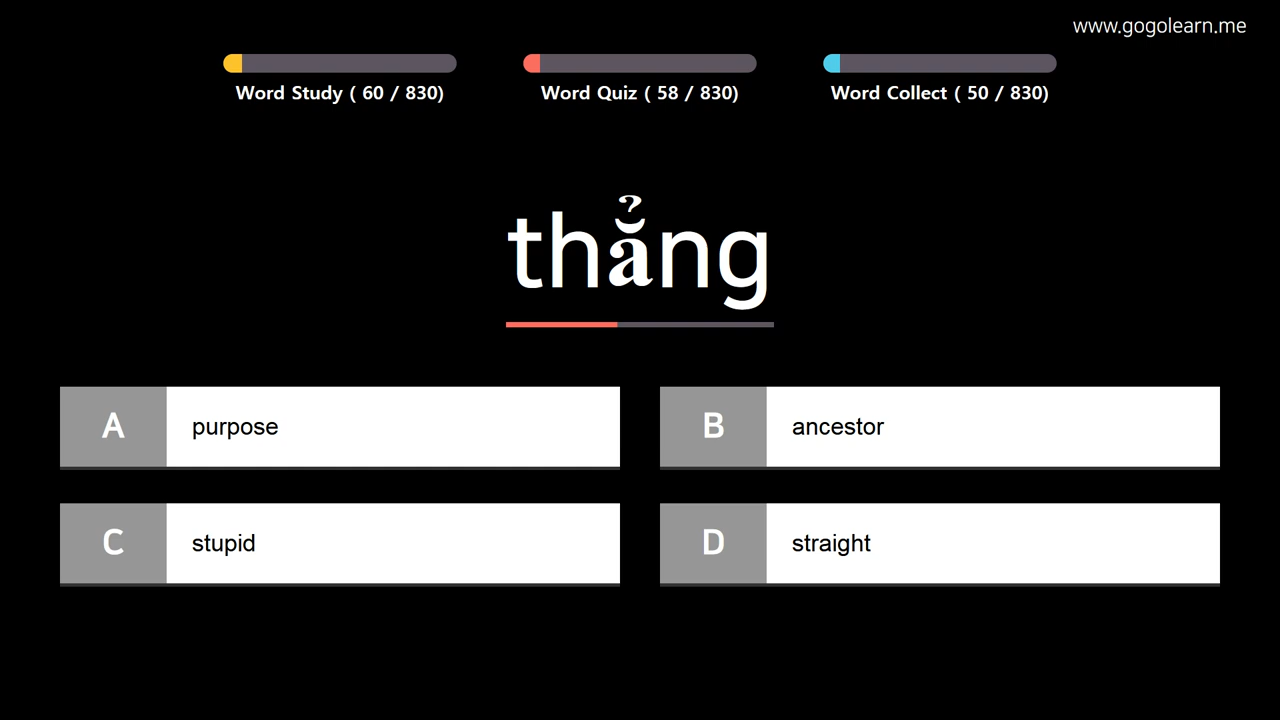 www.gogolearn.me
Word Study ( 60 / 830)
Word Quiz ( 58 / 830)
Word Collect ( 50 / 830)
thẳng
A purpose
B ancestor
C stupid
D straight